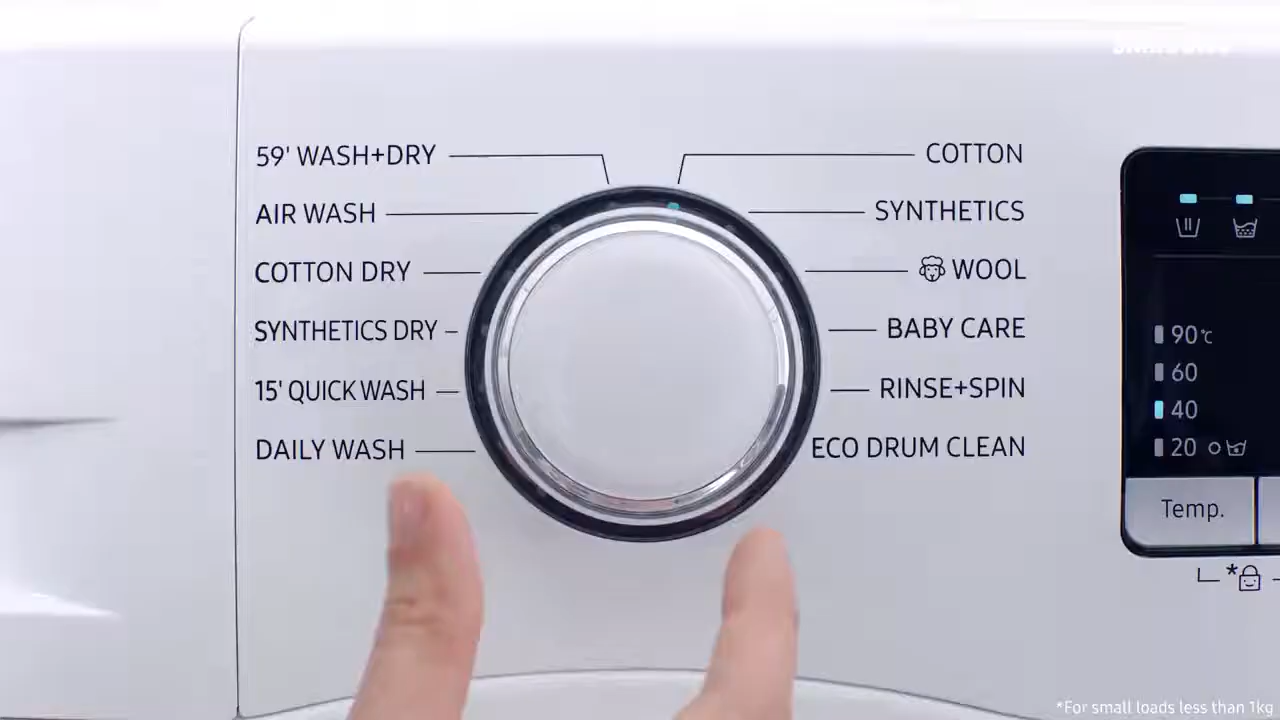 59' WASH+DRY
AIR WASH
COTTON DRY
SYNTHETICS DRY
15' QUICK WASH
DAILY WASH
COTTON
SYNTHETICS
WOOL
BABY CARE
RINSE+SPIN
ECO DRUM CLEAN
90℃
60
40
20
Temp.
*
*For small loads less than 1kg